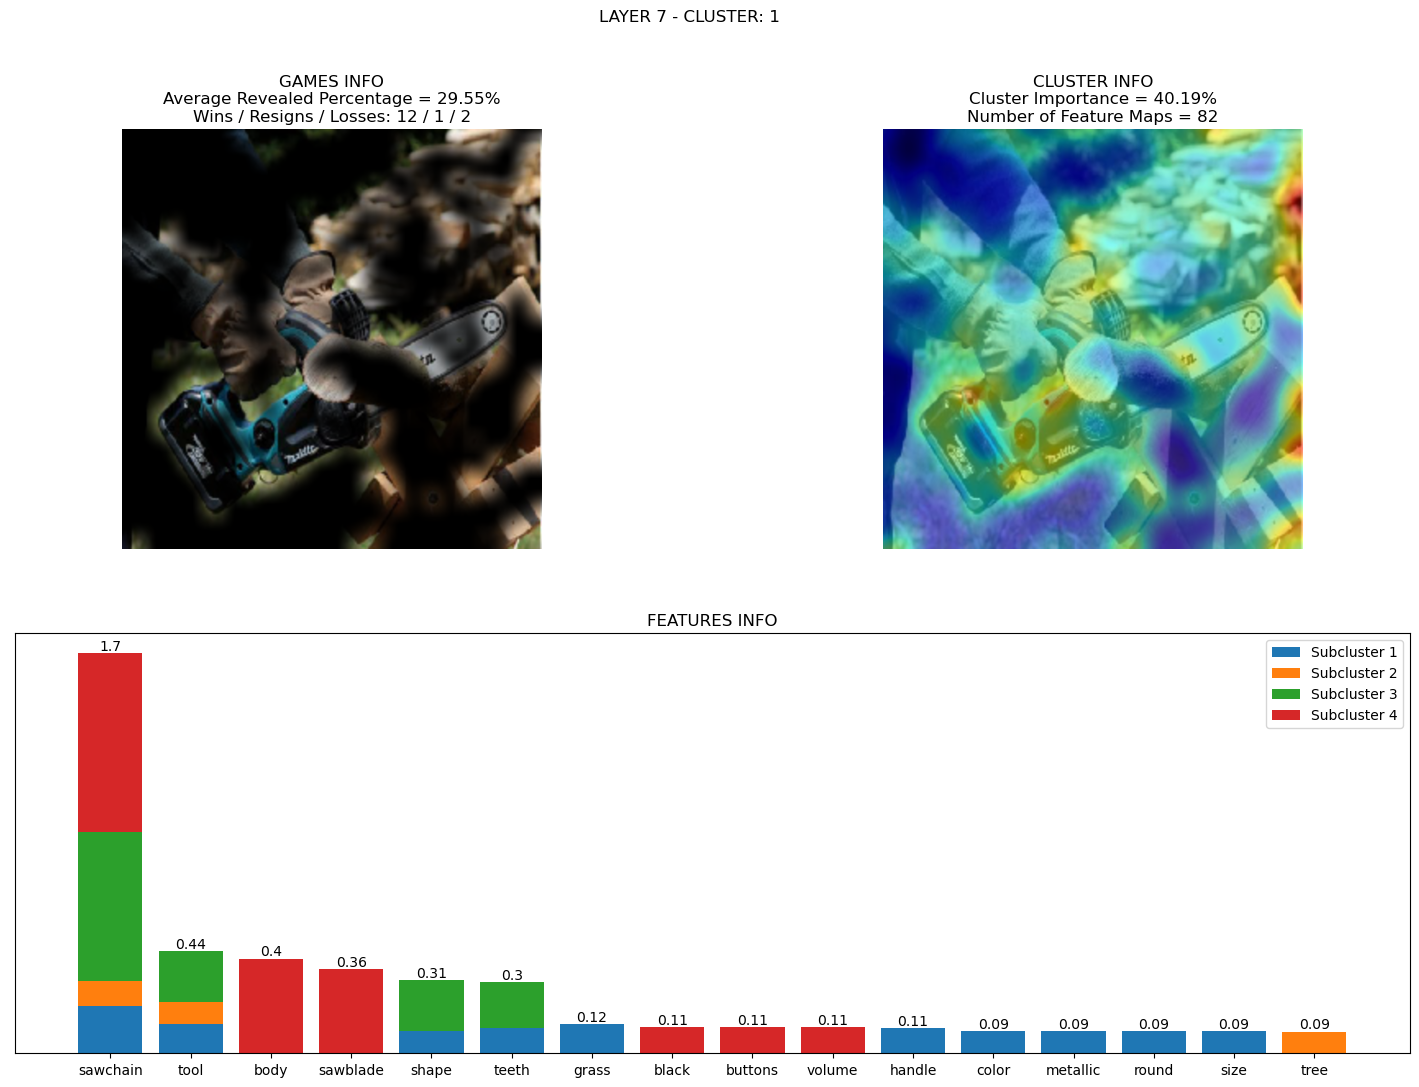 LAYER 7 - CLUSTER: 1
GAMES INFO
Average Revealed Percentage = 29.55%
Wins / Resigns / Losses: 12 / 1 / 2
CLUSTER INFO
Cluster Importance = 40.19%
Number of Feature Maps = 82
FEATURES INFO
Subcluster 1
Subcluster 2
Subcluster 3
Subcluster 4
1.7
0.44
0.4
0.36
0.31
0.3
0.12
0.11
0.11
0.11
0.11
0.09
0.09
0.09
0.09
0.09
sawchain
tool
body
sawblade
shape
teeth
grass
black
buttons
volume
handle
color
metallic
round
size
tree